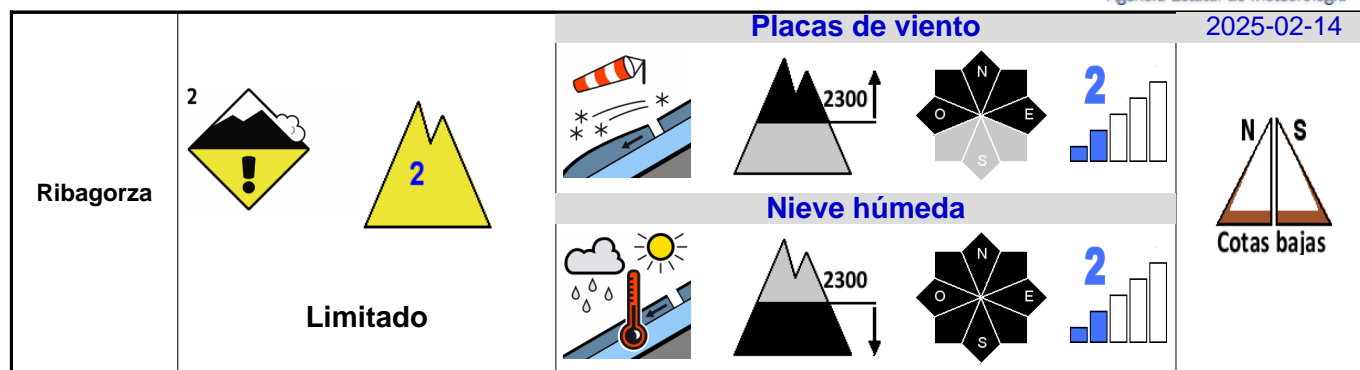 Placas de viento
2025-02-14
2
2
2300
N
O
E
S
2
N S
Cotas bajas
Ribagorza
Limitado
Nieve húmeda
2300
N
O
E
S
2